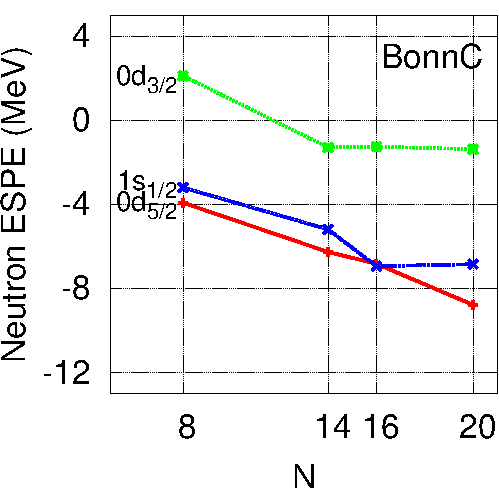 4
BonnC
0d3/2
0
1s1/2
-4
0d5/2
-8
-12
Neutron ESPE (MeV)
8 14 16 20
N